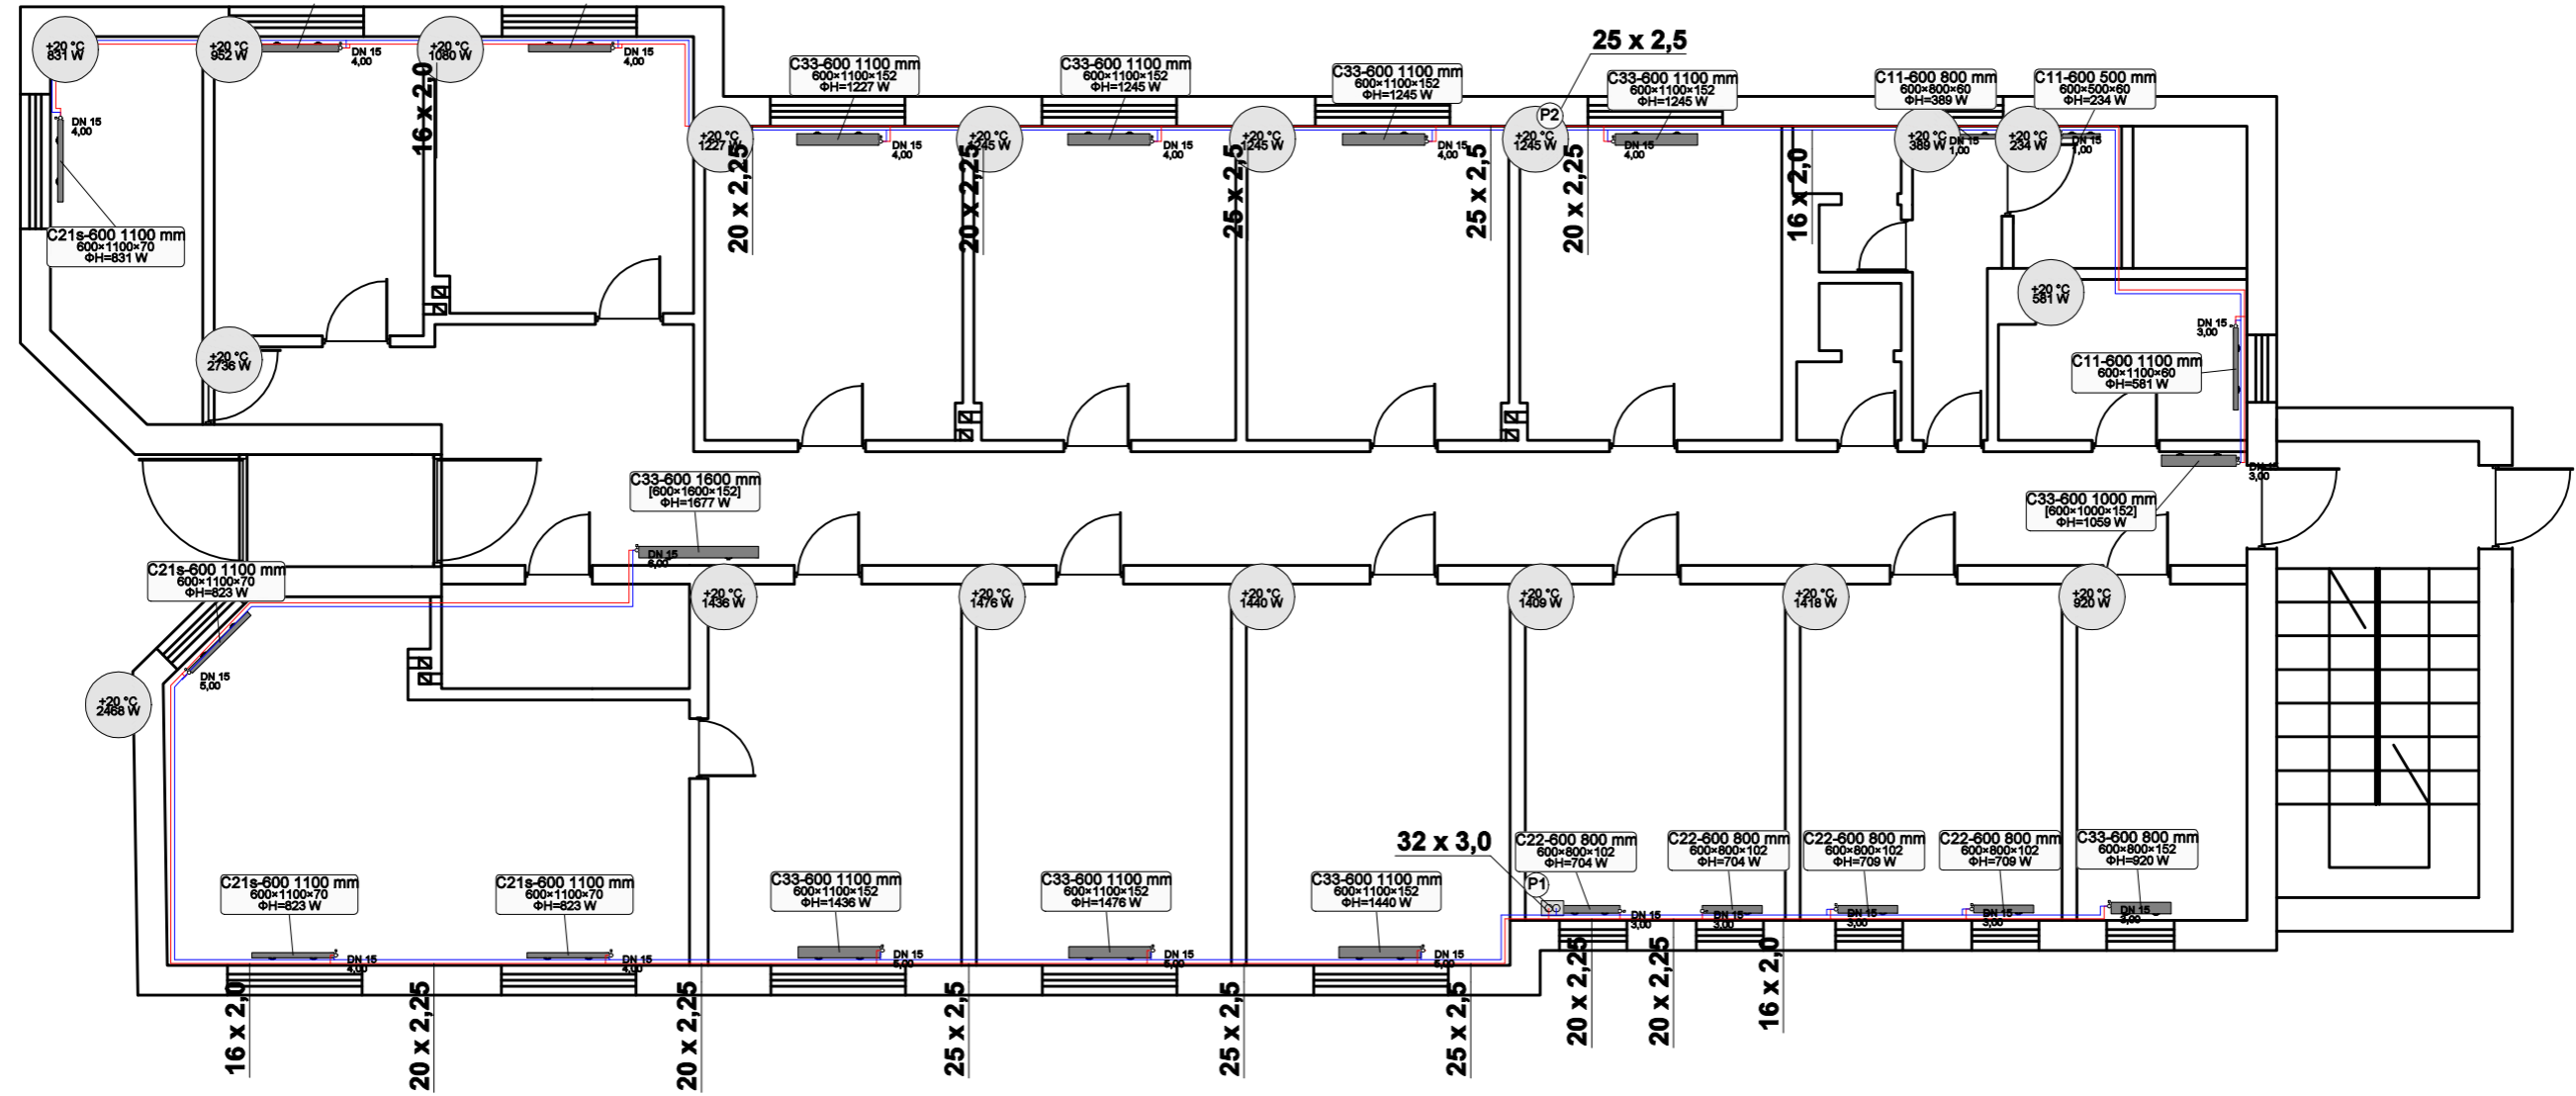 +20 °C
831 W
+20 °C
952 W
DN 15
4,00
+20 °C
1080 W
DN 15
4,00
16 x 2,0
DN 15
4,00
C21s-600 1100 mm
600×1100×70
ΦH=831 W
+20 °C
2736 W
C33-600 1100 mm
600×1100×152
ΦH=1227 W
+20 °C
1227 W
DN 15
4,00
20 x 2,25
C33-600 1100 mm
600×1100×152
ΦH=1245 W
+20 °C
1245 W
DN 15
4,00
20 x 2,25
C33-600 1100 mm
600×1100×152
ΦH=1245 W
+20 °C
1245 W
DN 15
4,00
25 x 2,5
25 x 2,5
25 x 2,5
P2
C33-600 1100 mm
600×1100×152
ΦH=1245 W
+20 °C
1245 W
DN 15
4,00
20 x 2,25
16 x 2,0
C11-600 800 mm
600×800×60
ΦH=389 W
+20 °C
389 W
DN 15
1,00
C11-600 500 mm
600×500×60
ΦH=234 W
+20 °C
234 W
DN 15
1,00
+20 °C
581 W
DN 15
3,00
C11-600 1100 mm
600×1100×60
ΦH=581 W
DN 15
3,00
C33-600 1000 mm
[600×1000×152]
ΦH=1059 W
C33-600 1600 mm
[600×1600×152]
ΦH=1677 W
DN 15
6,00
C21s-600 1100 mm
600×1100×70
ΦH=823 W
DN 15
5,00
+20 °C
2468 W
+20 °C
1436 W
+20 °C
1476 W
+20 °C
1440 W
+20 °C
1409 W
+20 °C
1418 W
+20 °C
920 W
C21s-600 1100 mm
600×1100×70
ΦH=823 W
DN 15
4,00
C21s-600 1100 mm
600×1100×70
ΦH=823 W
DN 15
4,00
C33-600 1100 mm
600×1100×152
ΦH=1436 W
DN 15
5,00
C33-600 1100 mm
600×1100×152
ΦH=1476 W
DN 15
5,00
C33-600 1100 mm
600×1100×152
ΦH=1440 W
DN 15
5,00
32 x 3,0
P1
C22-600 800 mm
600×800×102
ΦH=704 W
DN 15
3,00
C22-600 800 mm
600×800×102
ΦH=704 W
DN 15
3,00
C22-600 800 mm
600×800×102
ΦH=709 W
DN 15
3,00
C22-600 800 mm
600×800×102
ΦH=709 W
DN 15
3,00
C33-600 800 mm
600×800×152
ΦH=920 W
DN 15
3,00
16 x 2,0
20 x 2,25
20 x 2,25
25 x 2,5
25 x 2,5
25 x 2,5
20 x 2,25
20 x 2,25
16 x 2,0